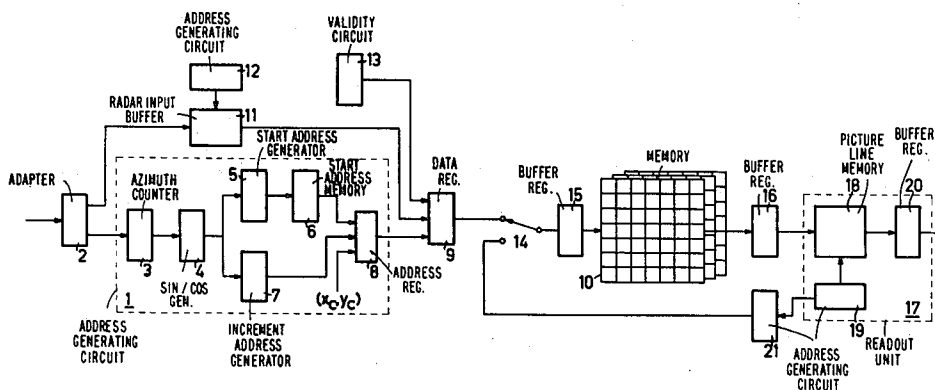 ADDRESS
GENERATING
CIRCUIT
12
VALIDITY
CIRCUIT
13
RADAR INPUT
BUFFER
11
START ADDRESS
GENERATOR
5
START
ADDRESS
MEMORY
6
DATA
REG.
9
ADAPTER
2
AZIMUTH
COUNTER
3
SIN / COS
GEN.
4
7
INCREMENT
ADDRESS
GENERATOR
8
ADDRESS
REG.
(XC,YC)
1
ADDRESS
GENERATING
CIRCUIT
14
BUFFER REG.
15
MEMORY
10
BUFFER
REG.
16
PICTURE
LINE
MEMORY
18
BUFFER
REG.
20
19
17
21
ADDRESS
GENERATING
CIRCUIT
READOUT
UNIT